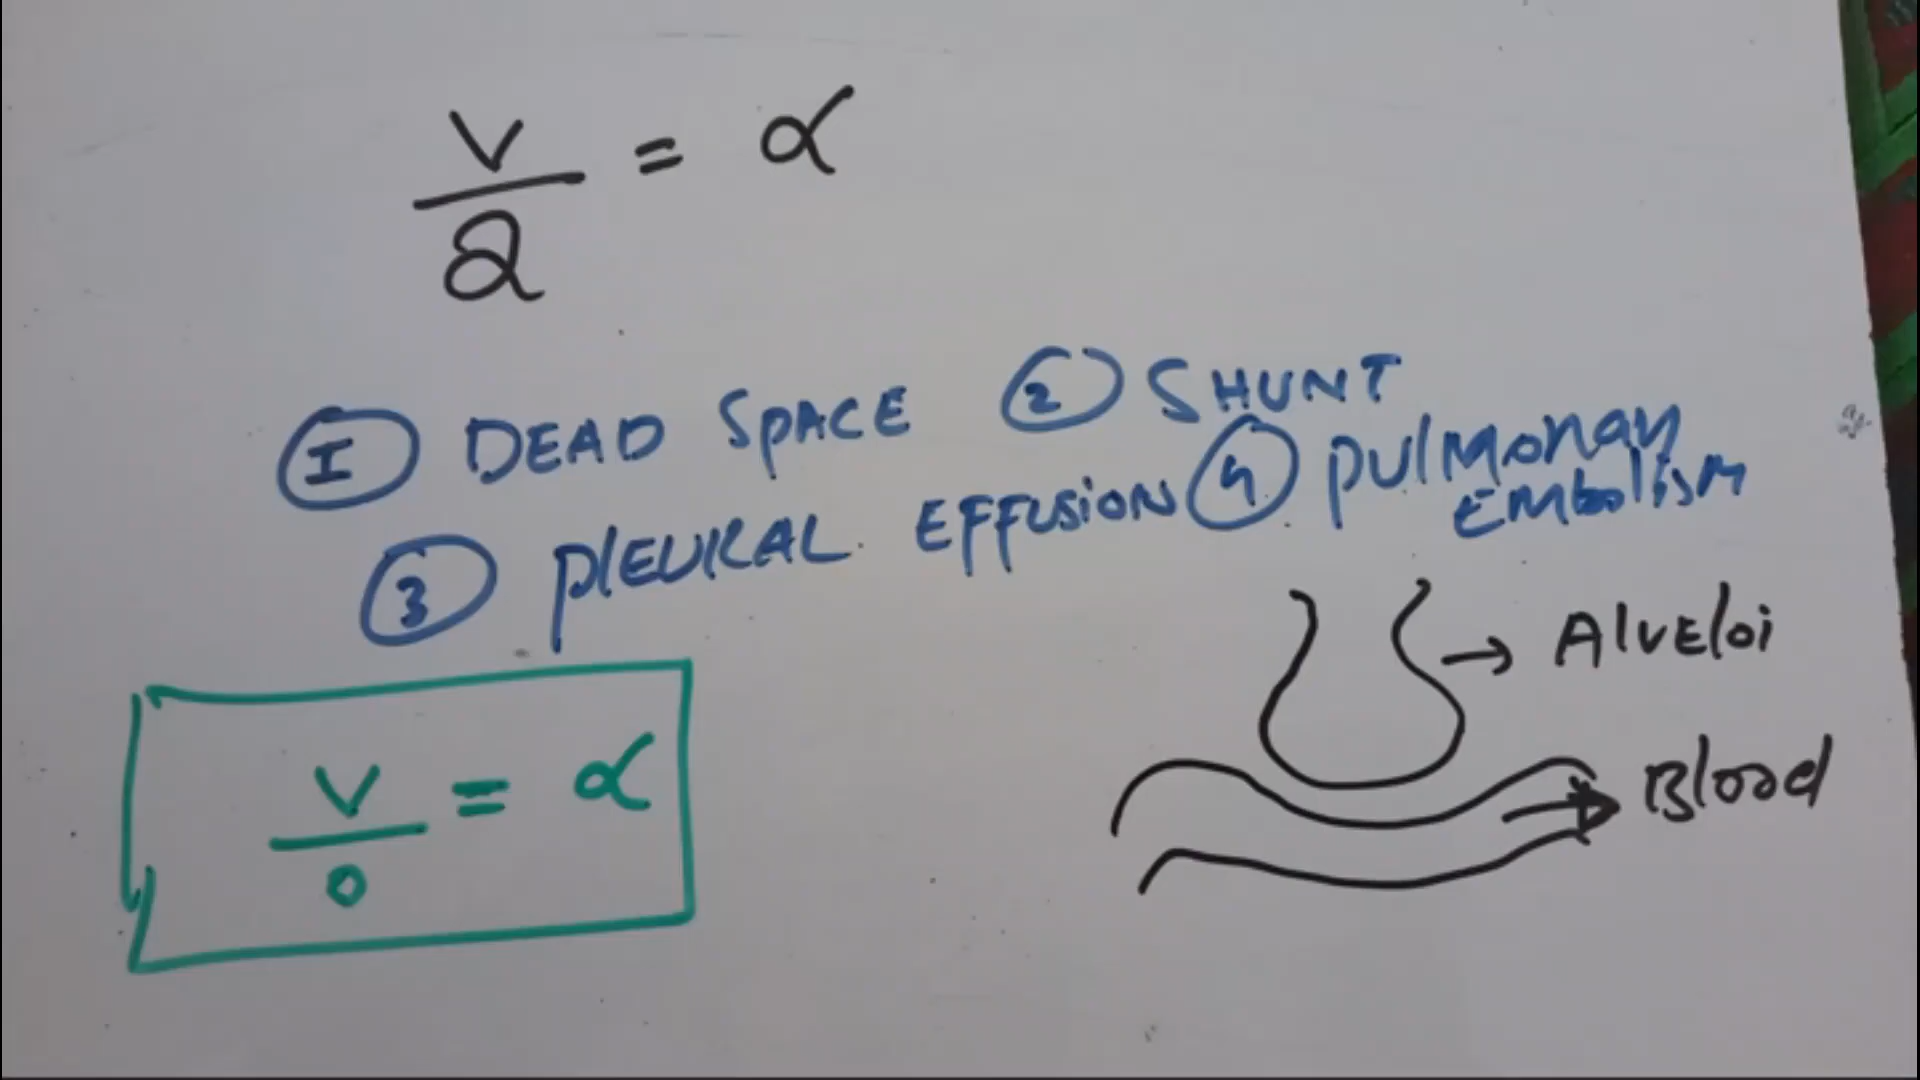 V/Q = ∝
① DEAD SPACE ② SHUNT
③ PLEURAL EFFUSION ④ PULMONARY EMBOLISM
→ Alveloi
Blood
V/0 = ∝